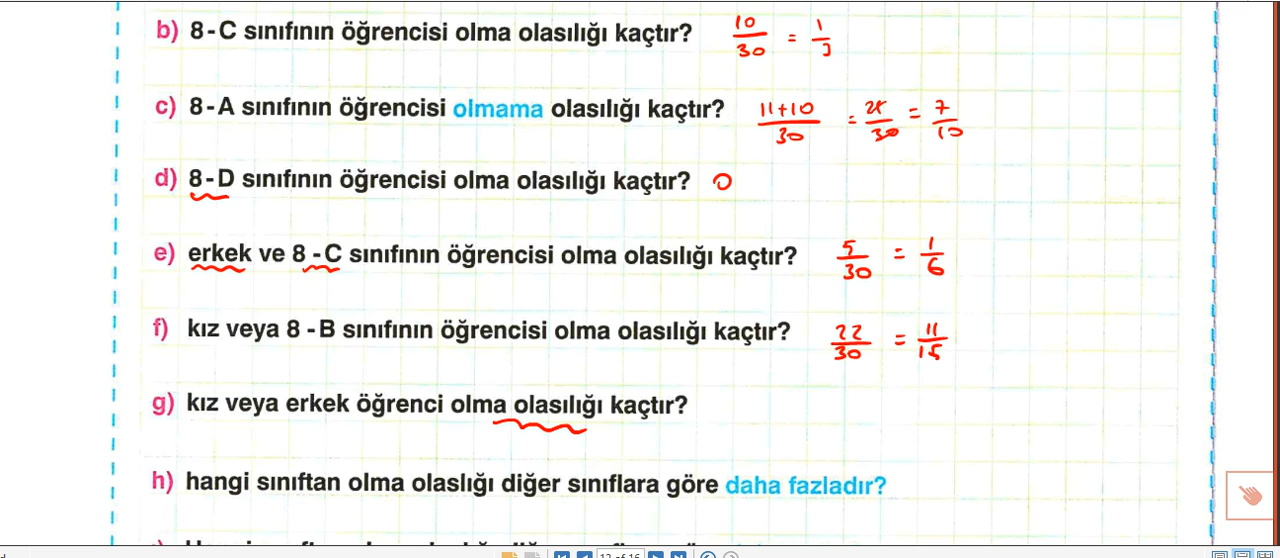 b) 8-C sınıfının öğrencisi olma olasılığı kaçtır? 10/30 = 1/3
c) 8-A sınıfının öğrencisi olmama olasılığı kaçtır? 11+10/30 = 21/30 = 7/10
d) 8-D sınıfının öğrencisi olma olasılığı kaçtır? 0
e) erkek ve 8-C sınıfının öğrencisi olma olasılığı kaçtır? 5/30 = 1/6
f) kız veya 8-B sınıfının öğrencisi olma olasılığı kaçtır? 22/30 = 11/15
g) kız veya erkek öğrenci olma olasılığı kaçtır?
h) hangi sınıftan olma olaslığı diğer sınıflara göre daha fazladır?
12 of 16